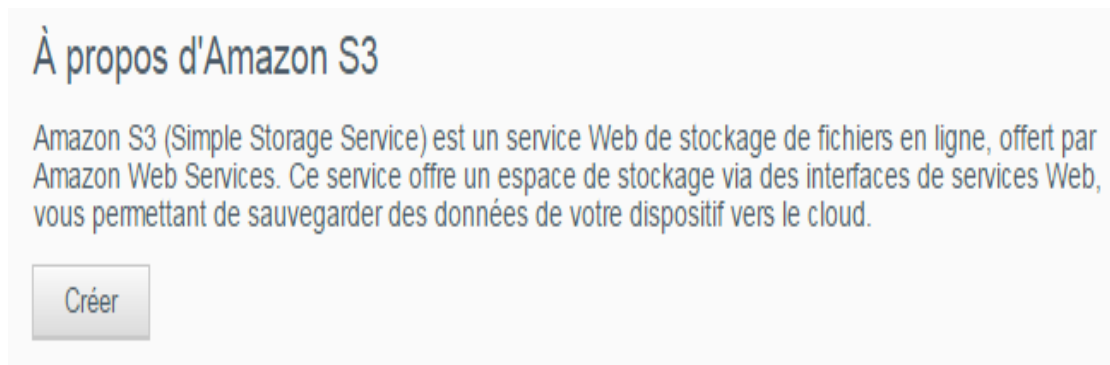 À propos d'Amazon S3
Amazon S3 (Simple Storage Service) est un service Web de stockage de fichiers en ligne, offert par
Amazon Web Services. Ce service offre un espace de stockage via des interfaces de services Web,
vous permettant de sauvegarder des données de votre dispositif vers le cloud.
Créer